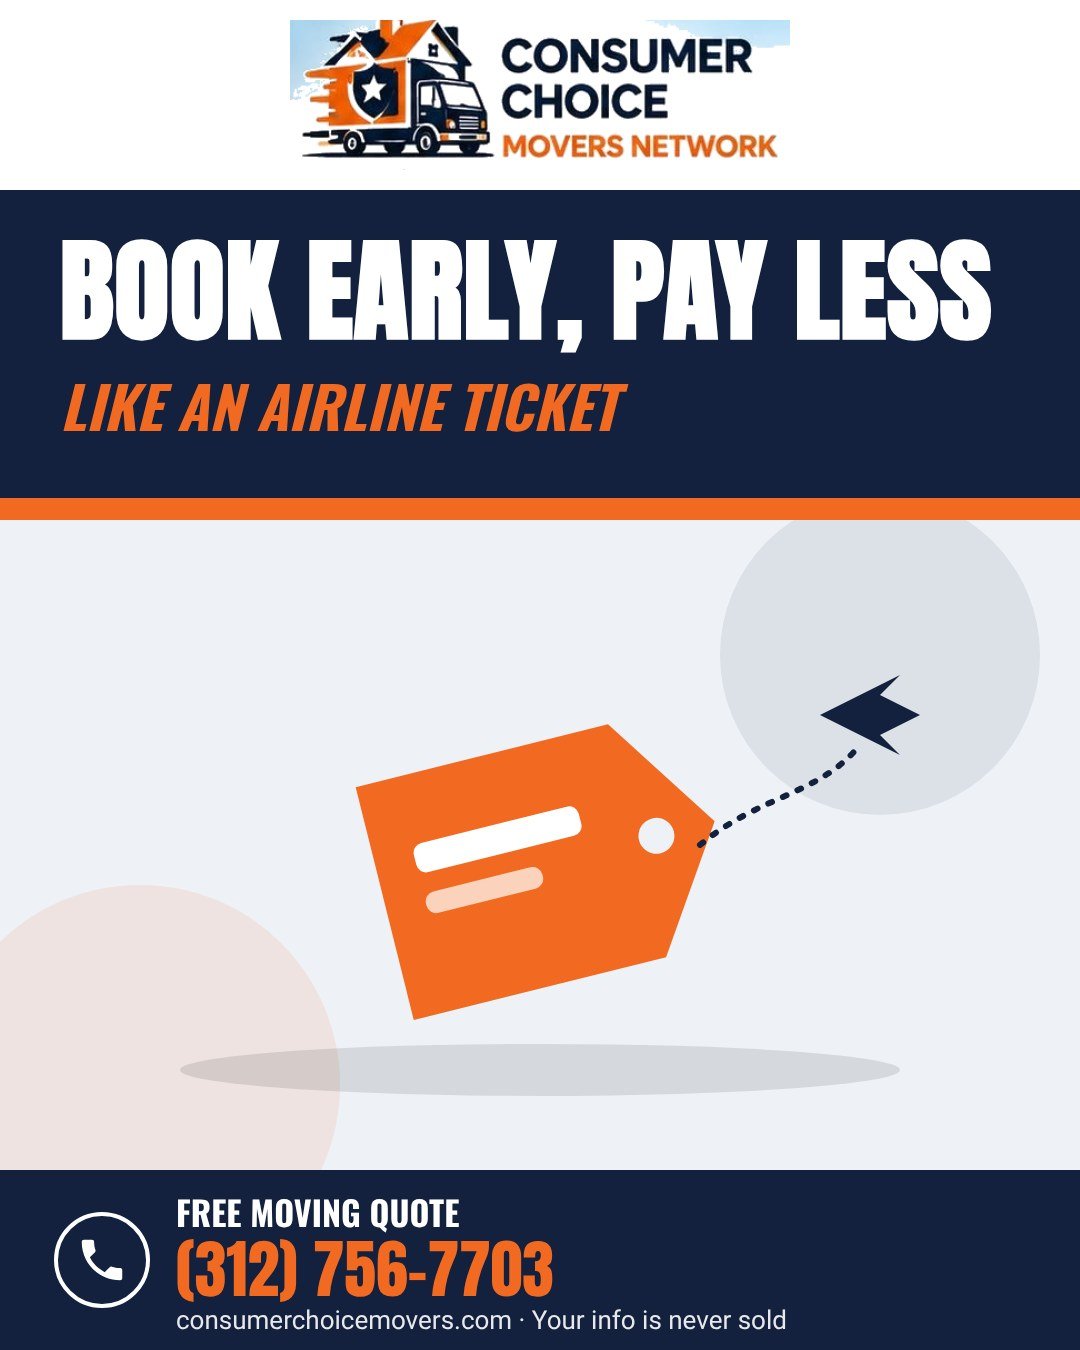 CONSUMER
CHOICE
MOVERS NETWORK
BOOK EARLY, PAY LESS
LIKE AN AIRLINE TICKET
FREE MOVING QUOTE
(312) 756-7703
consumerchoicemovers.com · Your info is never sold